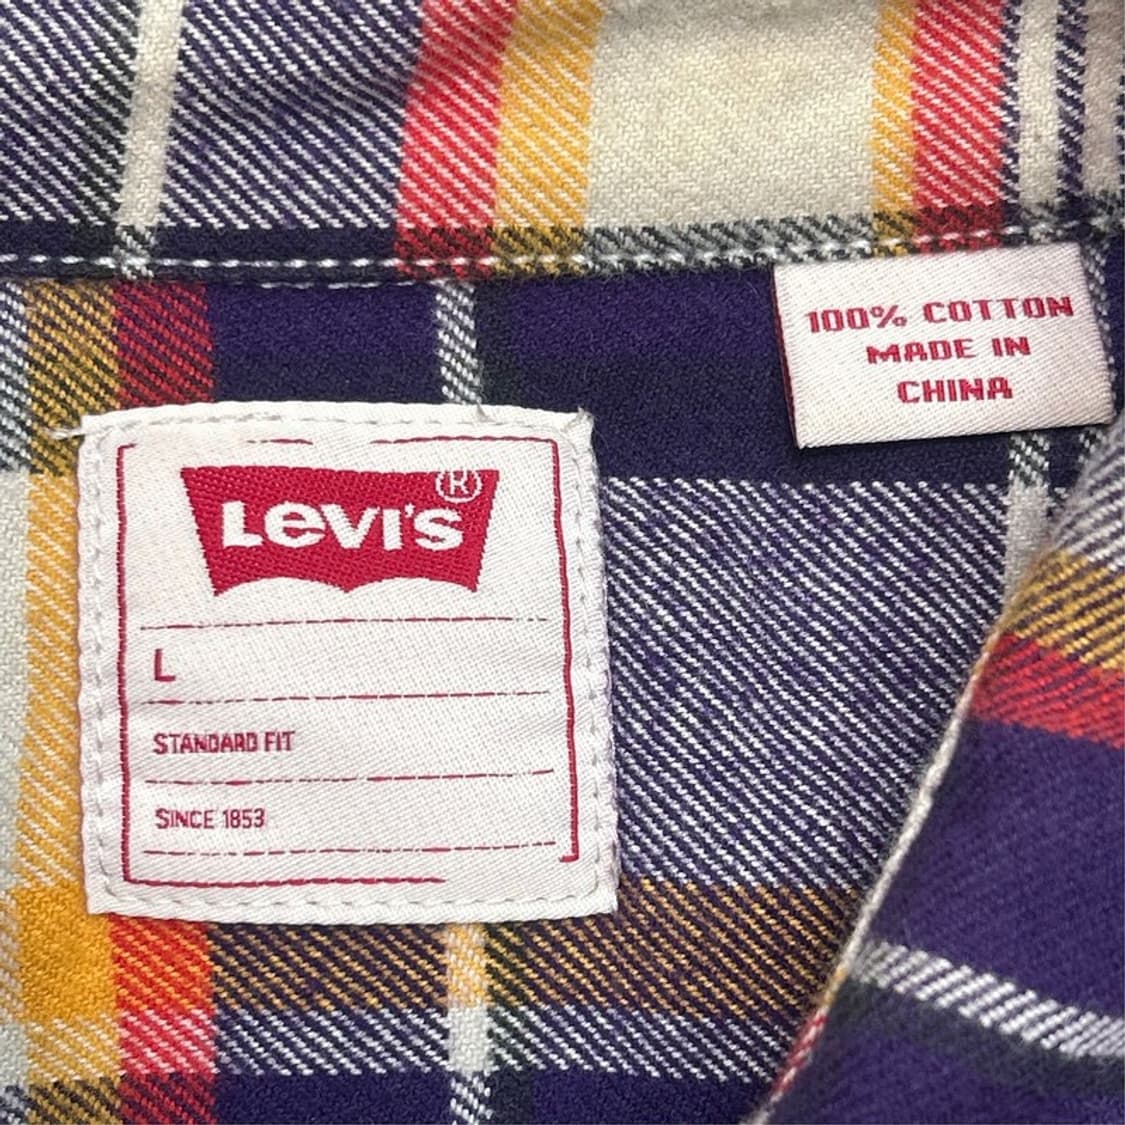 Levi's®
L
STANDARD FIT
SINCE 1853
100% COTTON
MADE IN
CHINA